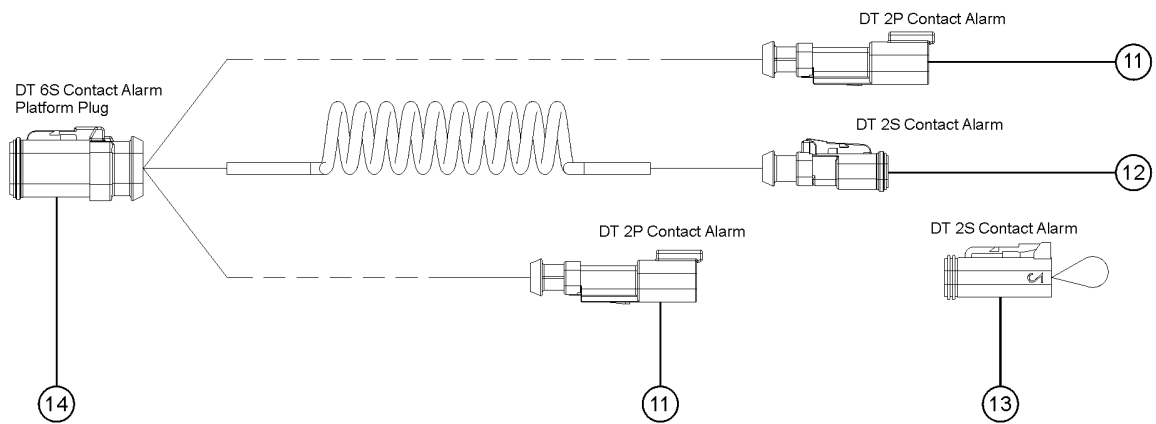 DT 2P Contact Alarm
11
DT 6S Contact Alarm
Platform Plug
DT 2S Contact Alarm
12
DT 2P Contact Alarm
DT 2S Contact Alarm
14
11
13